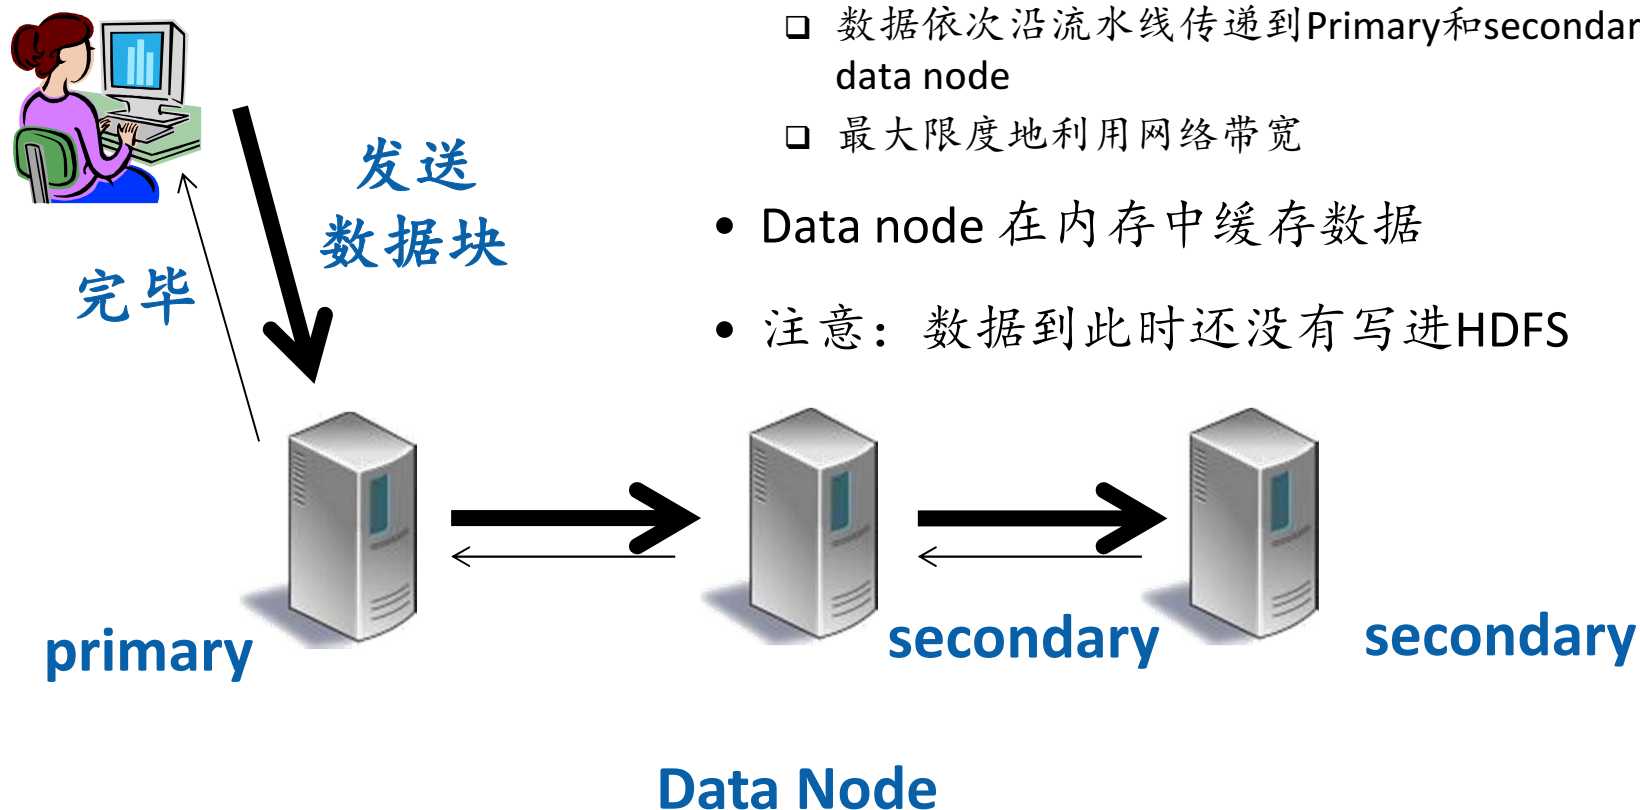 数据依次沿流水线传递到Primary和secondar
data node
最大限度地利用网络带宽
• Data node 在内存中缓存数据
• 注意：数据到此时还没有写进HDFS
发送
数据块
完毕
primary
secondary
secondary
Data Node